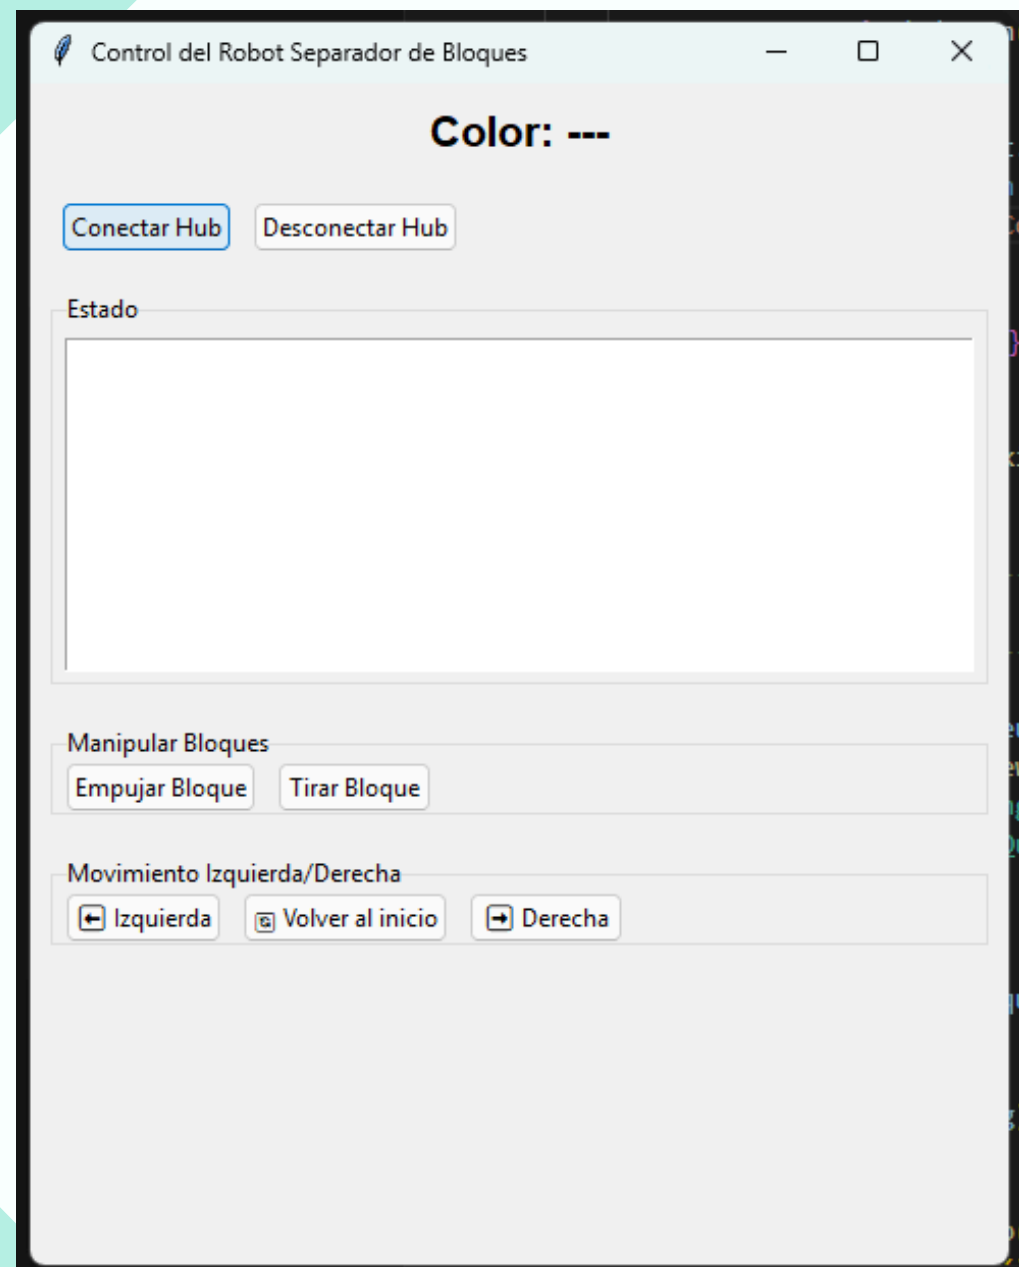 Control del Robot Separador de Bloques
Color: ---
Conectar Hub Desconectar Hub
Estado
Manipular Bloques
Empujar Bloque Tirar Bloque
Movimiento Izquierda/Derecha
Izquierda Volver al inicio Derecha